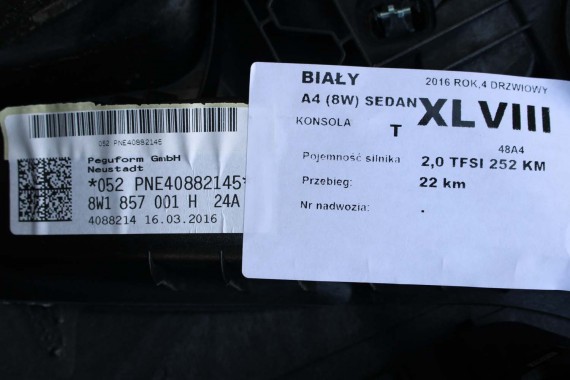 052 PNE40882145
Peguform GmbH
Neustadt
*052 PNE40882145*
8W1 857 001 H 24A
4088214 16.03.2016
BIAŁY 2016 ROK,4 DRZWIOWY
A4 (8W) SEDAN XLVIII
KONSOLA T
48A4
Pojemność silnika 2,0 TFSI 252 KM
Przebieg: 22 km
Nr nadwozia: .